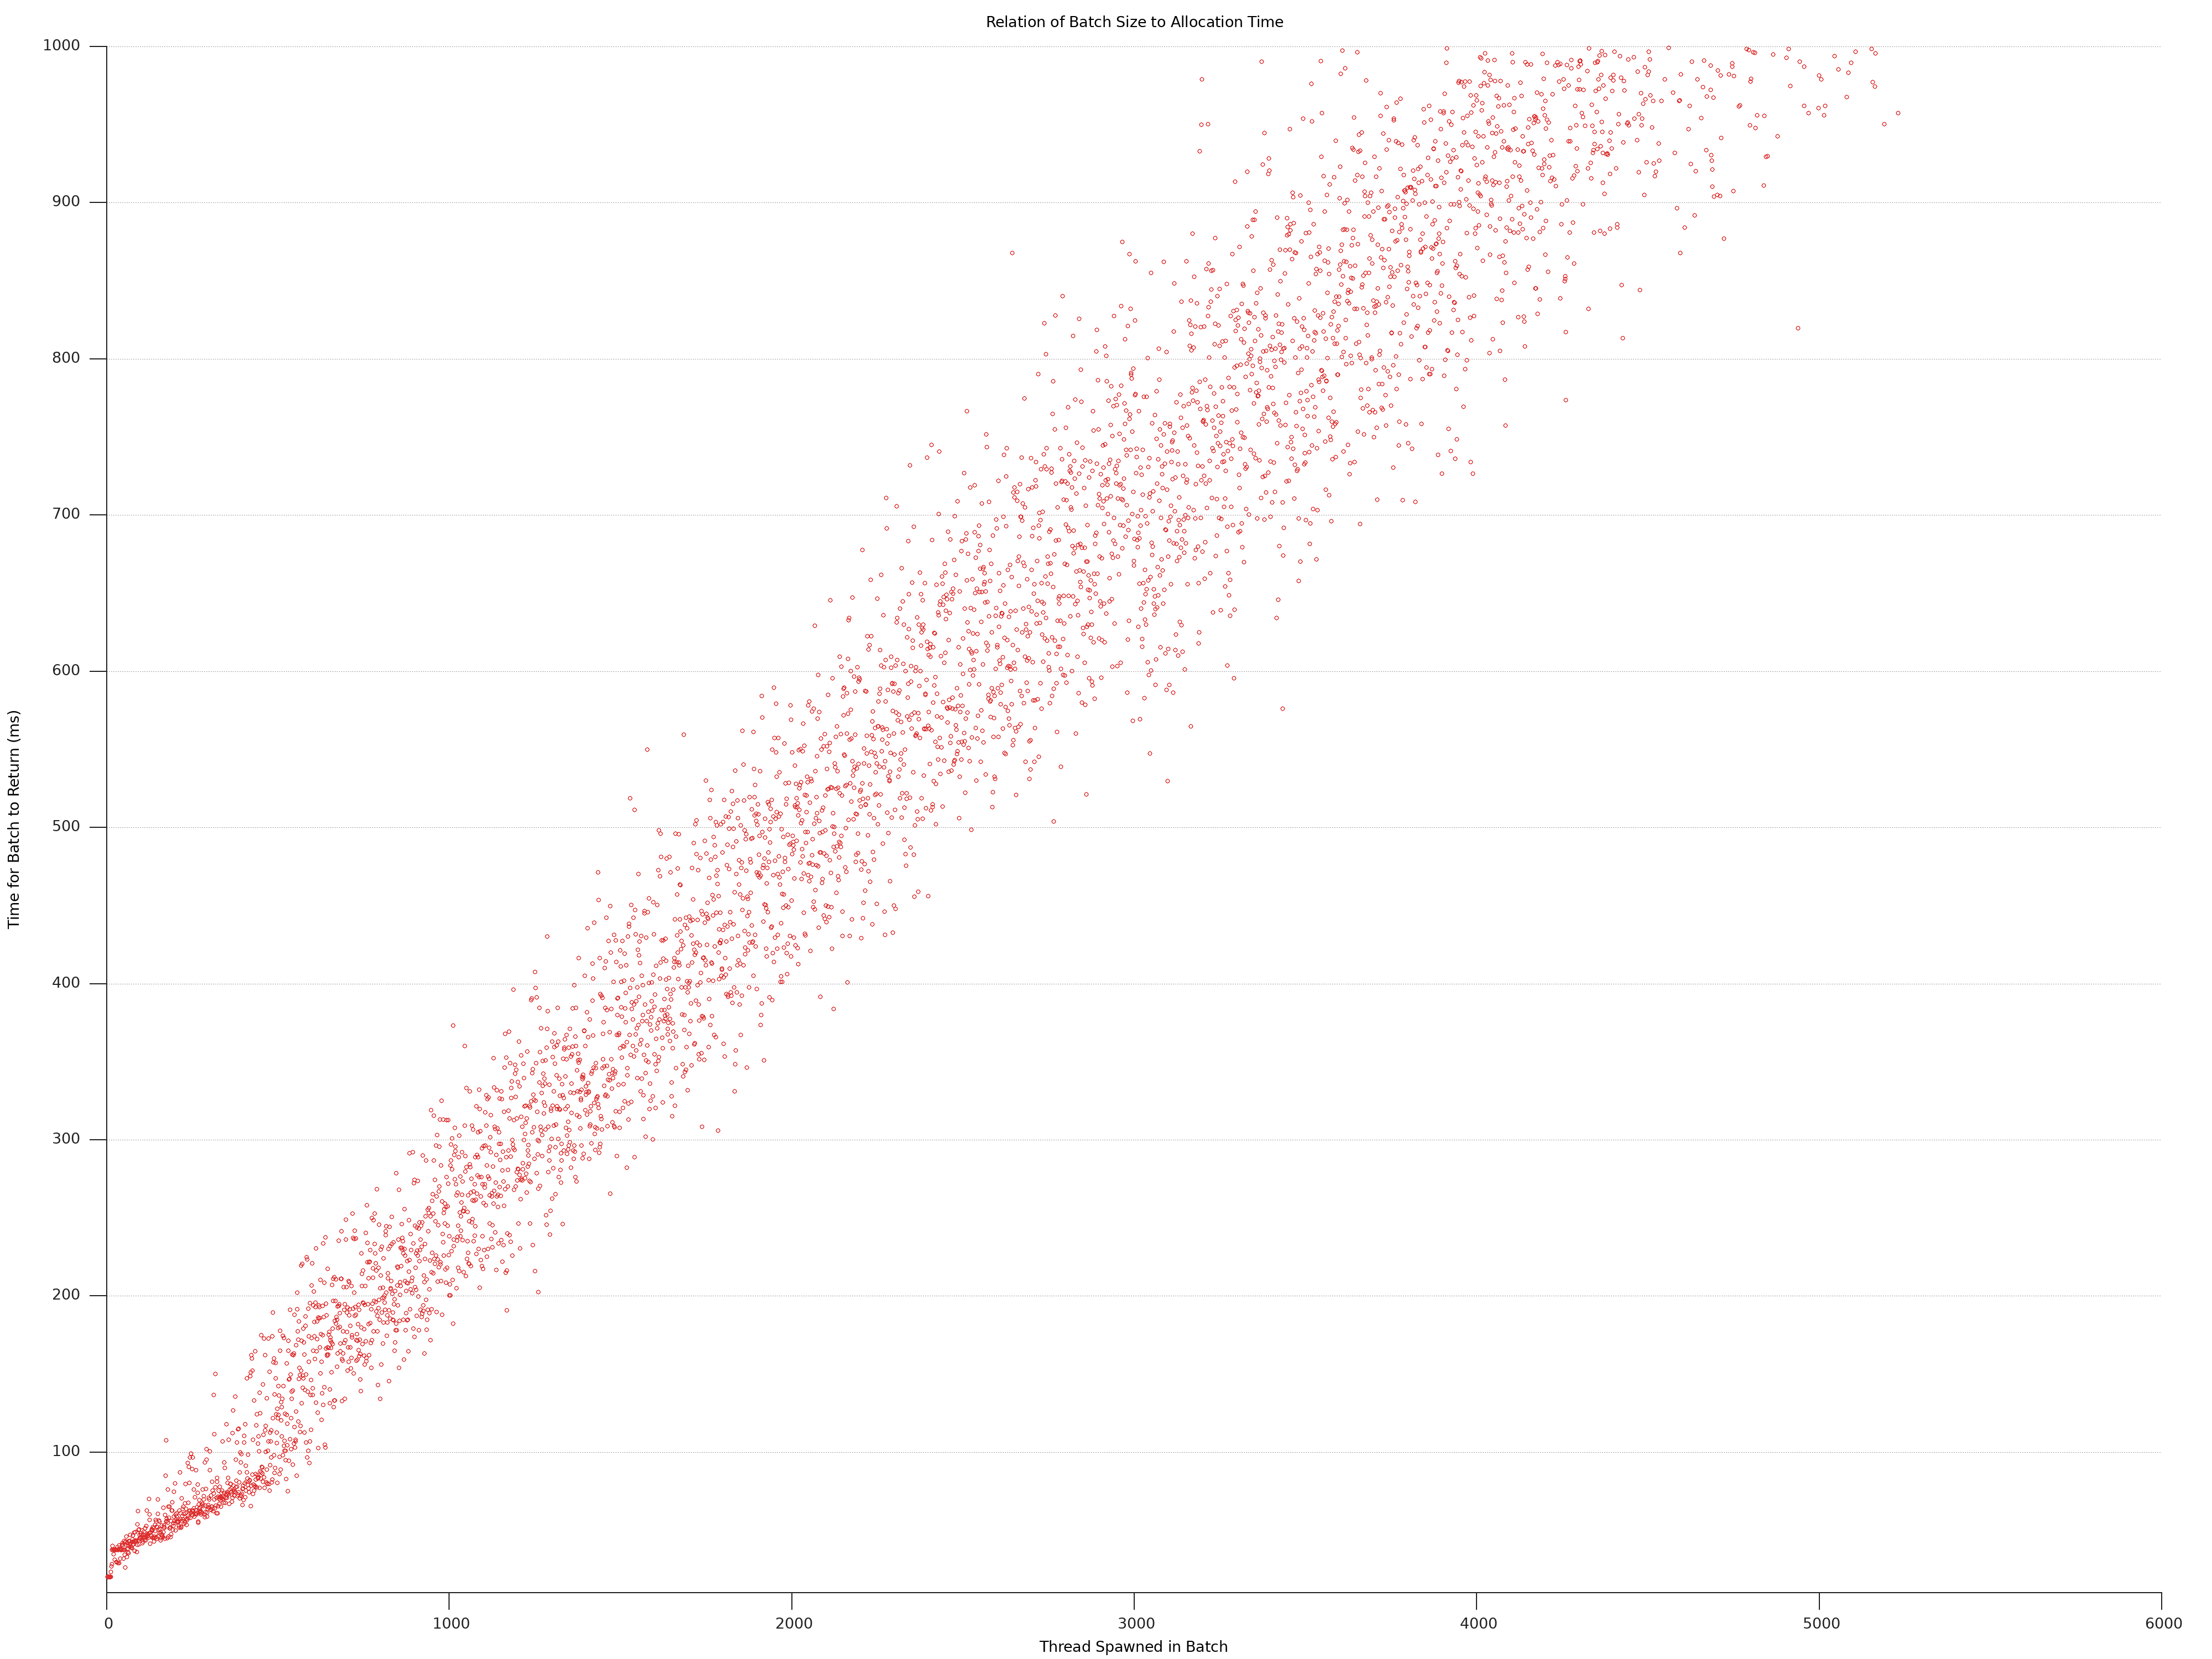 Relation of Batch Size to Allocation Time
1000
900
800
700
600
500
400
300
200
100
Time for Batch to Return (ms)
0 1000 2000 3000 4000 5000 6000
Thread Spawned in Batch